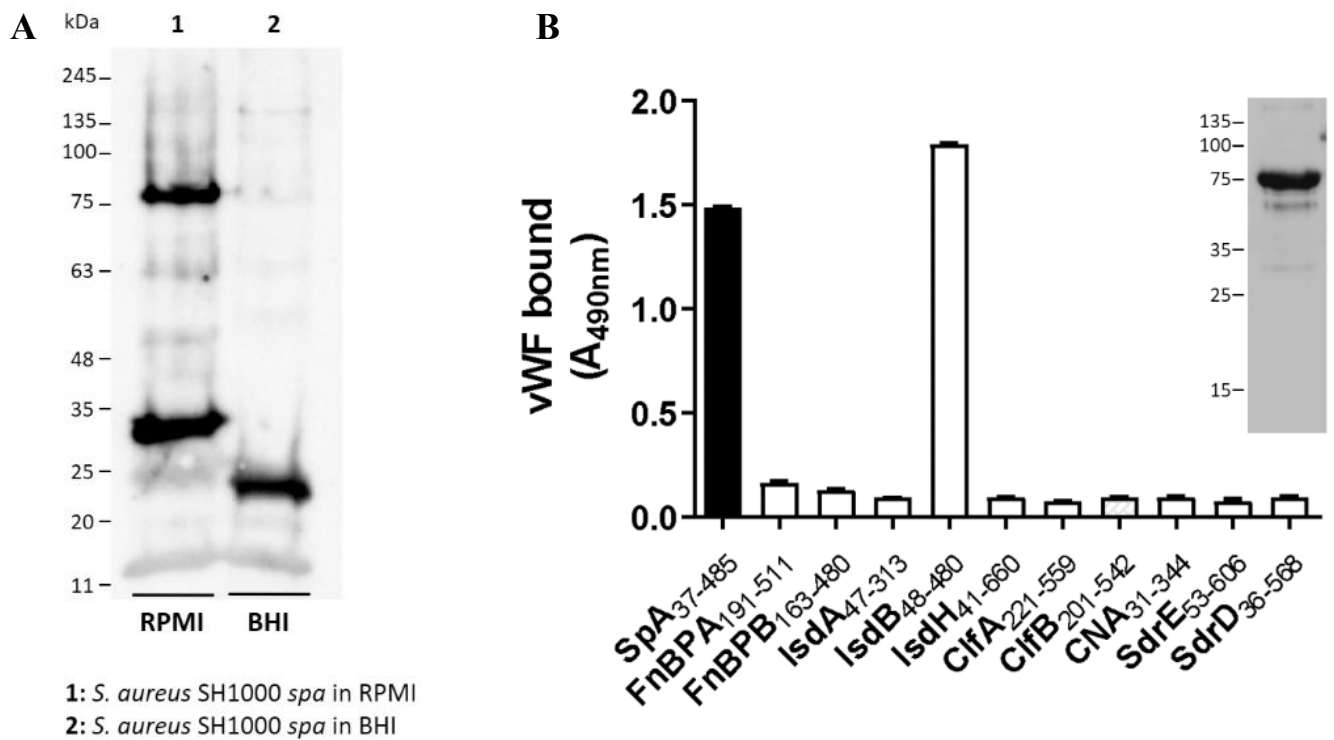 A
kDa
1
2
245
135
100
75
63
48
35
25
20
11
RPMI
BHI
1: S. aureus SH1000 spa in RPMI
2: S. aureus SH1000 spa in BHI
B
vWF bound
(A490nm)
2.0
1.5
1.0
0.5
0.0
SpA37-485
FnBPA191-511
FnBPB163-480
IsdA47-313
IsdB48-480
IsdH41-660
ClfA221-559
ClfB201-542
CNA31-344
SdrE53-606
SdrD36-568
135
100
75
35
25
15